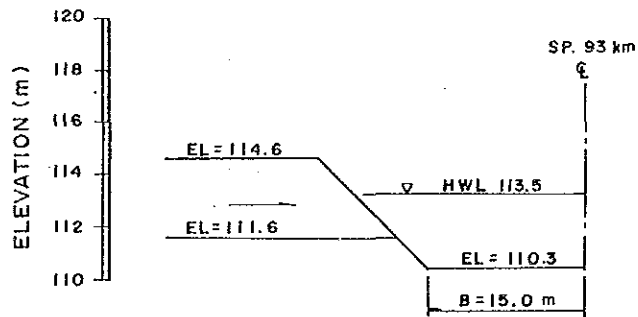 120
118
116
114
112
110
ELEVATION (m)
SP. 93 km
℄
EL = 114.6
HWL 113.5
EL = 111.6
EL = 110.3
B = 15.0 m